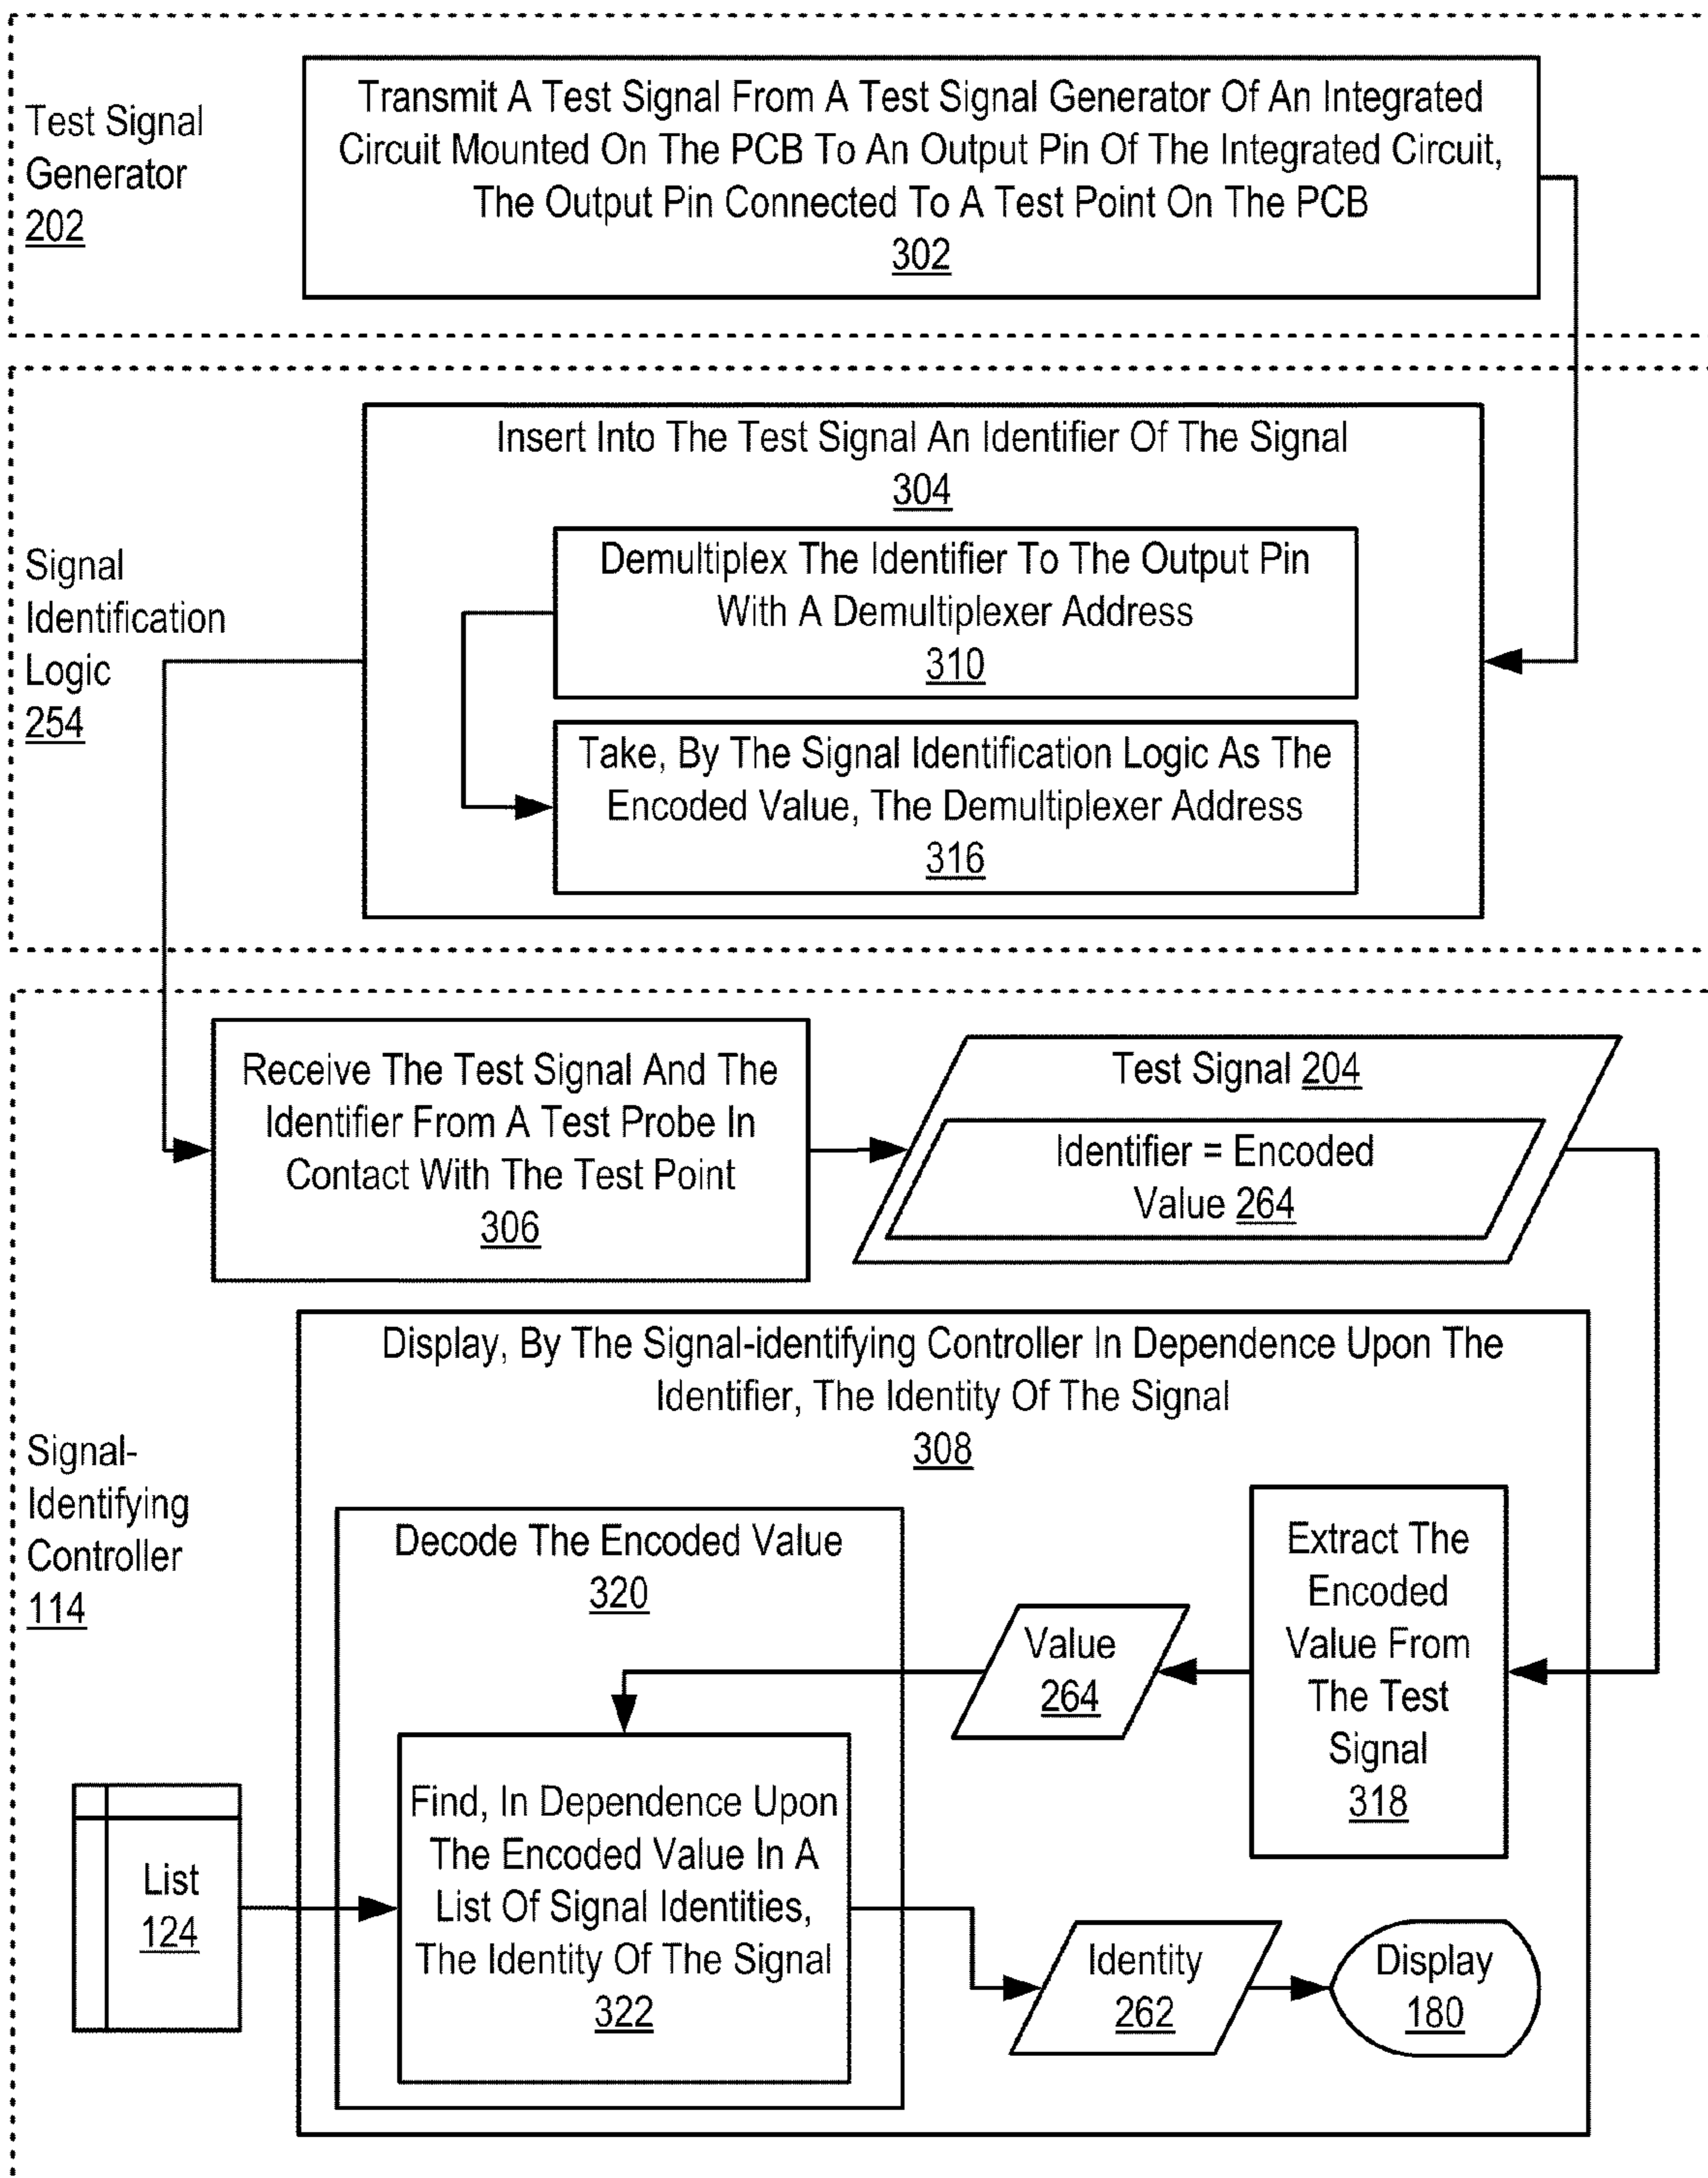 Test Signal
Generator
202
Transmit A Test Signal From A Test Signal Generator Of An Integrated
Circuit Mounted On The PCB To An Output Pin Of The Integrated Circuit,
The Output Pin Connected To A Test Point On The PCB
302
Signal
Identification
Logic
254
Insert Into The Test Signal An Identifier Of The Signal
304
Demultiplex The Identifier To The Output Pin
With A Demultiplexer Address
310
Take, By The Signal Identification Logic As The
Encoded Value, The Demultiplexer Address
316
Receive The Test Signal And The
Identifier From A Test Probe In
Contact With The Test Point
306
Test Signal 204
Identifier = Encoded
Value 264
Signal-
Identifying
Controller
114
Display, By The Signal-identifying Controller In Dependence Upon The
Identifier, The Identity Of The Signal
308
Decode The Encoded Value
320
Value
264
Extract The
Encoded
Value From
The Test
Signal
318
List
124
Find, In Dependence Upon
The Encoded Value In A
List Of Signal Identities,
The Identity Of The Signal
322
Identity
262
Display
180